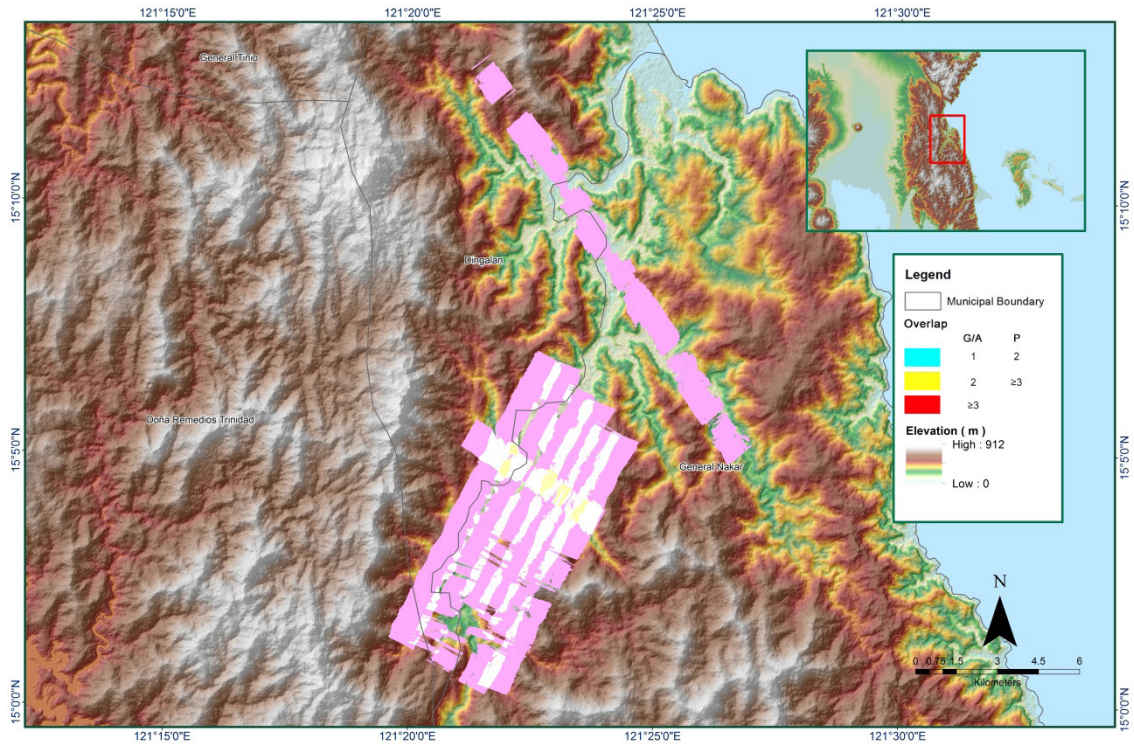 121°15'0"E 121°20'0"E 121°25'0"E 121°30'0"E
General Tinio
15°10'0"N 15°10'0"N
Dingalan
Legend
Municipal Boundary
Overlap
G/A P
1 2
2 ≥3
≥3
Elevation ( m )
High : 912
Low : 0
Doña Remedios Trinidad
15°5'0"N 15°5'0"N
General Nakar
N
0 0.75 1.5 3 4.5 6
Kilometers
15°0'0"N 15°0'0"N
121°15'0"E 121°20'0"E 121°25'0"E 121°30'0"E